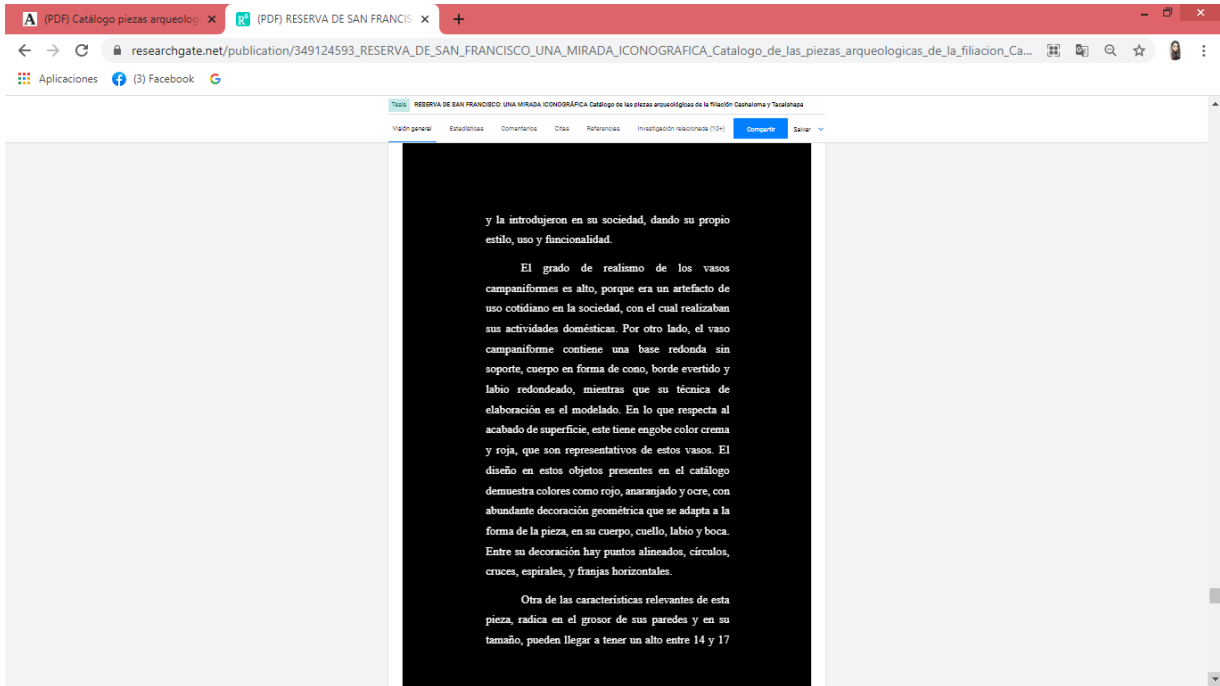 (PDF) Catálogo piezas arqueolog
(PDF) RESERVA DE SAN FRANCIS
researchgate.net/publication/349124593_RESERVA_DE_SAN_FRANCISCO_UNA_MIRADA_ICONOGRAFICA_Catalogo_de_las_piezas_arqueologicas_de_la_filiacion_Ca...
Aplicaciones (3) Facebook
Tesis RESERVA DE SAN FRANCISCO: UNA MIRADA ICONOGRÁFICA Catálogo de las piezas arqueológicas de la filiación Cashaloma y Tacalshapa
Visión general Estadísticas Comentarios Citas Referencias Investigación relacionada (10+) Compartir Salvar
y la introdujeron en su sociedad, dando su propio
estilo, uso y funcionalidad.
El grado de realismo de los vasos
campaniformes es alto, porque era un artefacto de
uso cotidiano en la sociedad, con el cual realizaban
sus actividades domésticas. Por otro lado, el vaso
campaniforme contiene una base redonda sin
soporte, cuerpo en forma de cono, borde evertido y
labio redondeado, mientras que su técnica de
elaboración es el modelado. En lo que respecta al
acabado de superficie, este tiene engobe color crema
y roja, que son representativos de estos vasos. El
diseño en estos objetos presentes en el catálogo
demuestra colores como rojo, anaranjado y ocre, con
abundante decoración geométrica que se adapta a la
forma de la pieza, en su cuerpo, cuello, labio y boca.
Entre su decoración hay puntos alineados, círculos,
cruces, espirales, y franjas horizontales.
Otra de las características relevantes de esta
pieza, radica en el grosor de sus paredes y en su
tamaño, pueden llegar a tener un alto entre 14 y 17